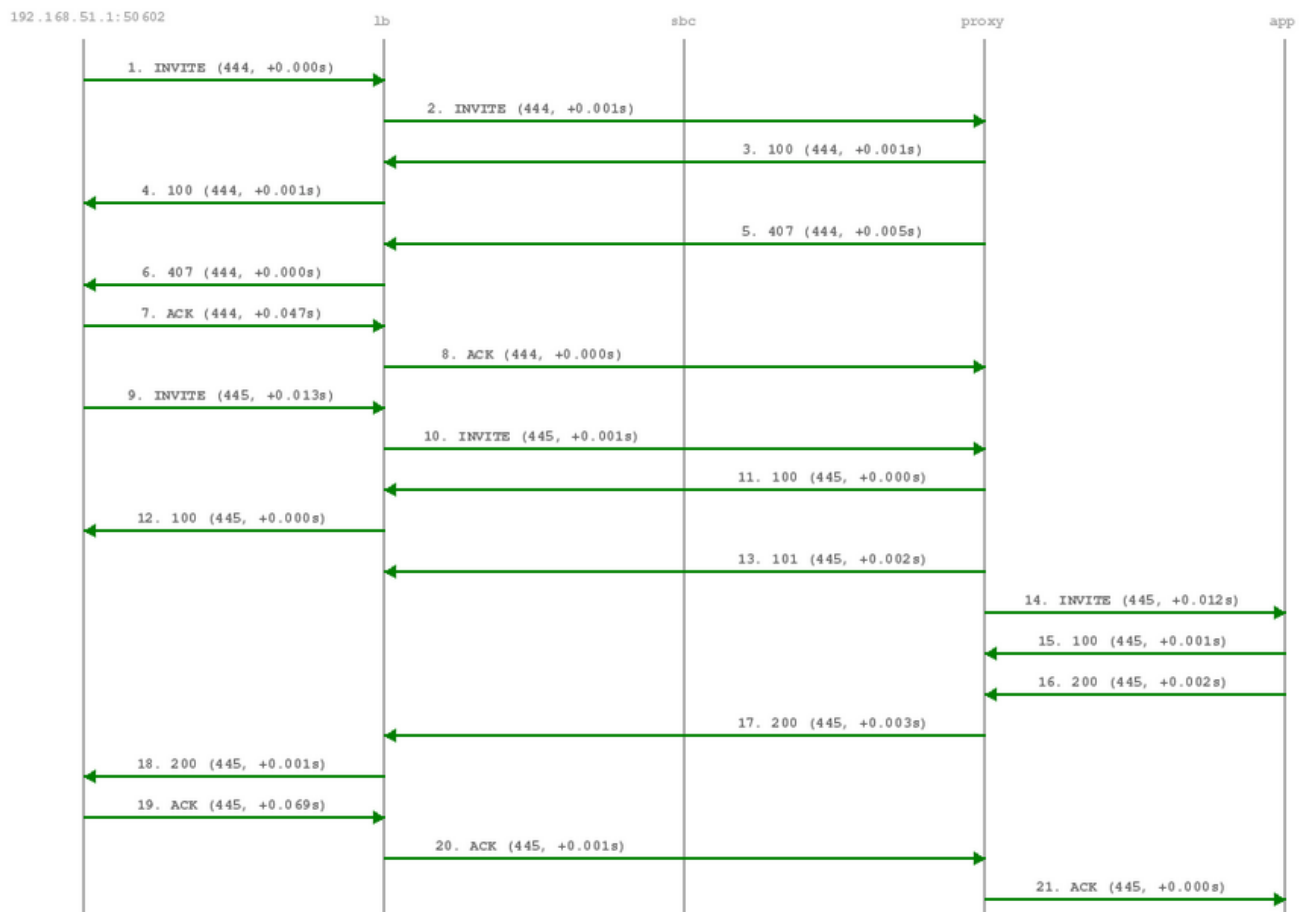 192.168.51.1:50602 lb sbc proxy app
1. INVITE (444, +0.000s)
2. INVITE (444, +0.001s)
3. 100 (444, +0.001s)
4. 100 (444, +0.001s)
5. 407 (444, +0.005s)
6. 407 (444, +0.000s)
7. ACK (444, +0.047s)
8. ACK (444, +0.000s)
9. INVITE (445, +0.013s)
10. INVITE (445, +0.001s)
11. 100 (445, +0.000s)
12. 100 (445, +0.000s)
13. 101 (445, +0.002s)
14. INVITE (445, +0.012s)
15. 100 (445, +0.001s)
16. 200 (445, +0.002s)
17. 200 (445, +0.003s)
18. 200 (445, +0.001s)
19. ACK (445, +0.069s)
20. ACK (445, +0.001s)
21. ACK (445, +0.000s)